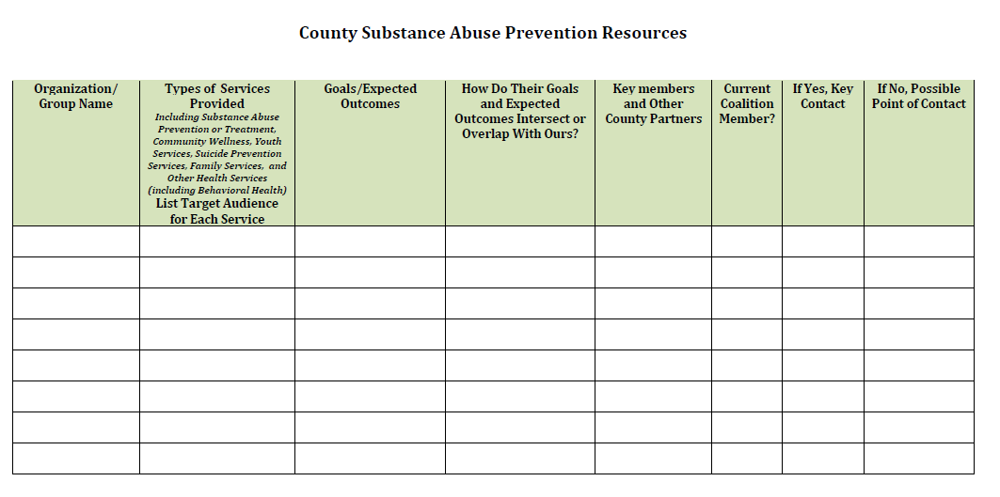 County Substance Abuse Prevention Resources
Organization/
Group Name
Types of Services
Provided
Including Substance Abuse
Prevention or Treatment,
Community Wellness, Youth
Services, Suicide Prevention
Services, Family Services, and
Other Health Services
(including Behavioral Health)
List Target Audience
for Each Service
Goals/Expected
Outcomes
How Do Their Goals
and Expected
Outcomes Intersect or
Overlap With Ours?
Key members
and Other
County Partners
Current
Coalition
Member?
If Yes, Key
Contact
If No, Possible
Point of Contact